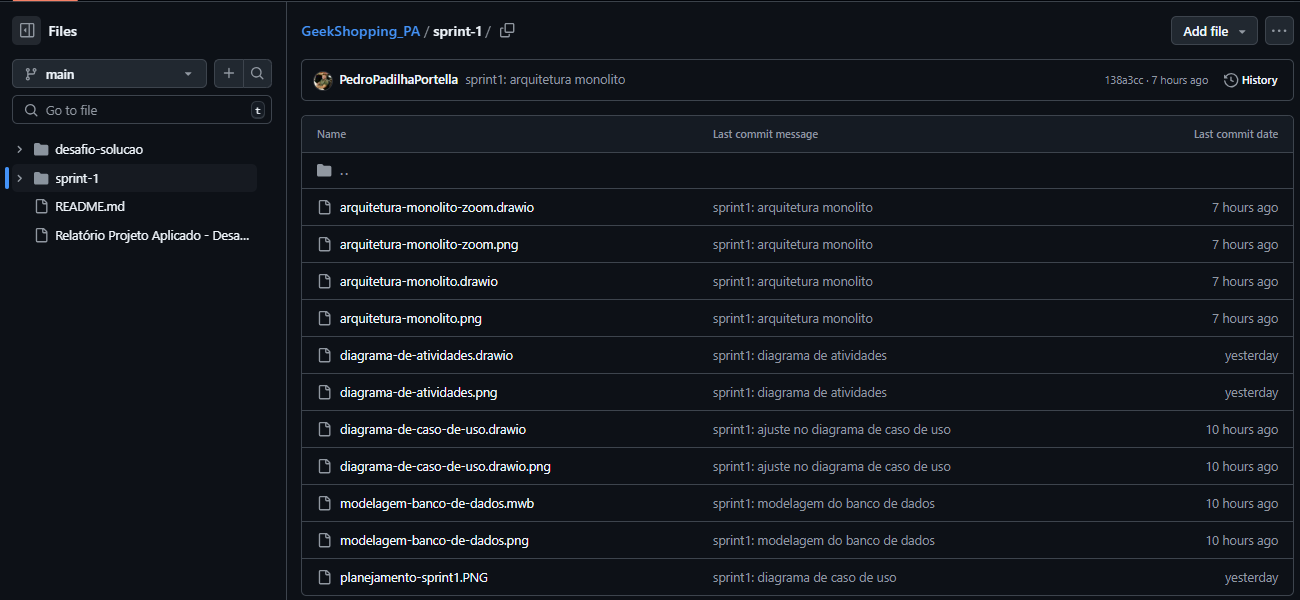 Files
main
Go to file
t
desafio-solucao
sprint-1
README.md
Relatório Projeto Aplicado - Desa...
GeekShopping_PA / sprint-1 /
Add file
PedroPadilhaPortella sprint1: arquitetura monolito
138a3cc · 7 hours ago
History
Name Last commit message Last commit date
..
arquitetura-monolito-zoom.drawio sprint1: arquitetura monolito 7 hours ago
arquitetura-monolito-zoom.png sprint1: arquitetura monolito 7 hours ago
arquitetura-monolito.drawio sprint1: arquitetura monolito 7 hours ago
arquitetura-monolito.png sprint1: arquitetura monolito 7 hours ago
diagrama-de-atividades.drawio sprint1: diagrama de atividades yesterday
diagrama-de-atividades.png sprint1: diagrama de atividades yesterday
diagrama-de-caso-de-uso.drawio sprint1: ajuste no diagrama de caso de uso 10 hours ago
diagrama-de-caso-de-uso.drawio.png sprint1: ajuste no diagrama de caso de uso 10 hours ago
modelagem-banco-de-dados.mwb sprint1: modelagem do banco de dados 10 hours ago
modelagem-banco-de-dados.png sprint1: modelagem do banco de dados 10 hours ago
planejamento-sprint1.PNG sprint1: diagrama de caso de uso yesterday